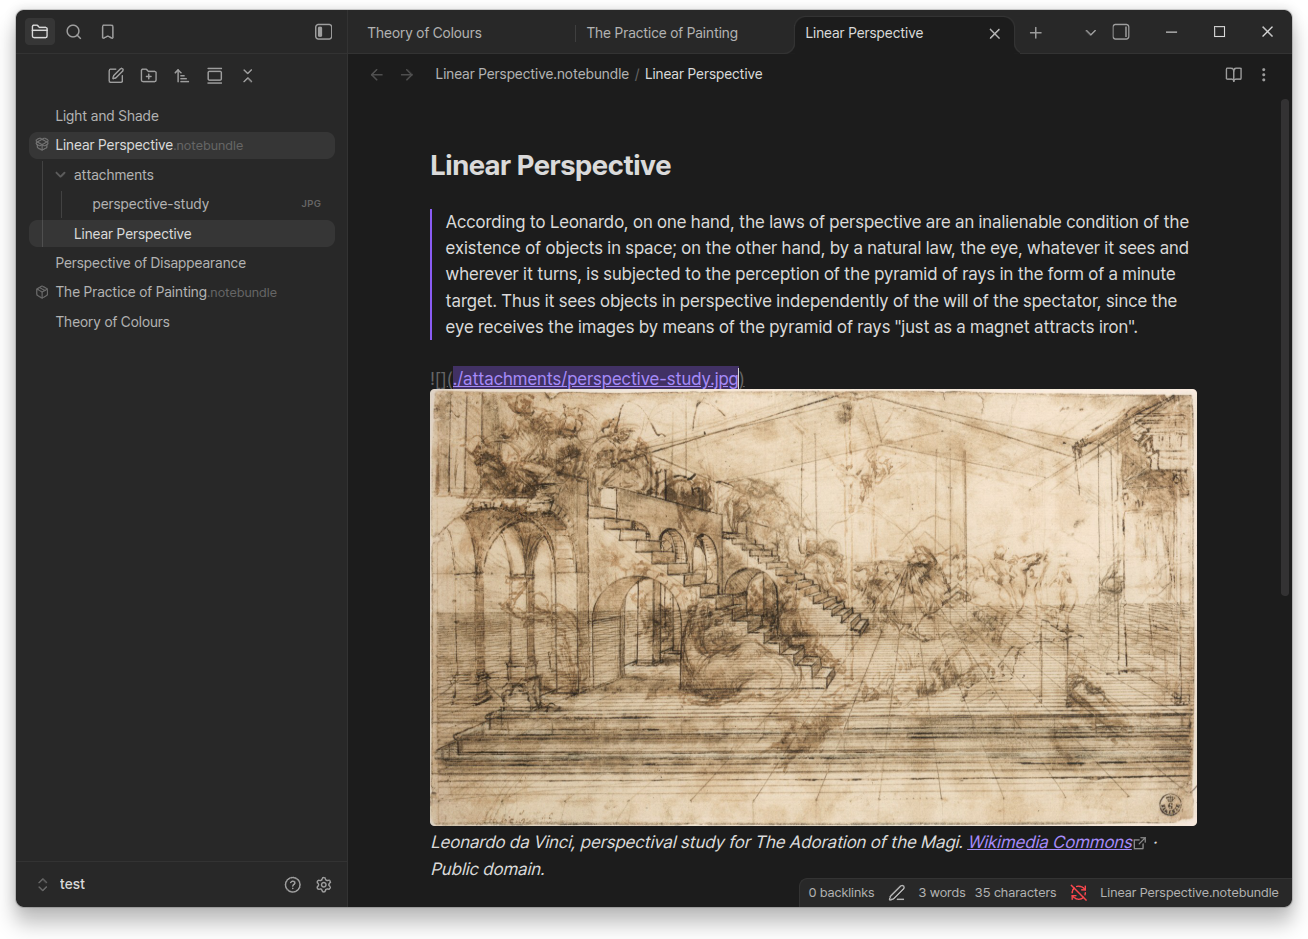 Theory of Colours
The Practice of Painting
Linear Perspective
Linear Perspective.notebundle / Linear Perspective
Light and Shade
Linear Perspective.notebundle
attachments
perspective-study JPG
Linear Perspective
Perspective of Disappearance
The Practice of Painting.notebundle
Theory of Colours
test
Linear Perspective
According to Leonardo, on one hand, the laws of perspective are an inalienable condition of the
existence of objects in space; on the other hand, by a natural law, the eye, whatever it sees and
wherever it turns, is subjected to the perception of the pyramid of rays in the form of a minute
target. Thus it sees objects in perspective independently of the will of the spectator, since the
eye receives the images by means of the pyramid of rays "just as a magnet attracts iron".
![](./attachments/perspective-study.jpg)
Leonardo da Vinci, perspectival study for The Adoration of the Magi. Wikimedia Commons ·
Public domain.
0 backlinks 3 words 35 characters Linear Perspective.notebundle